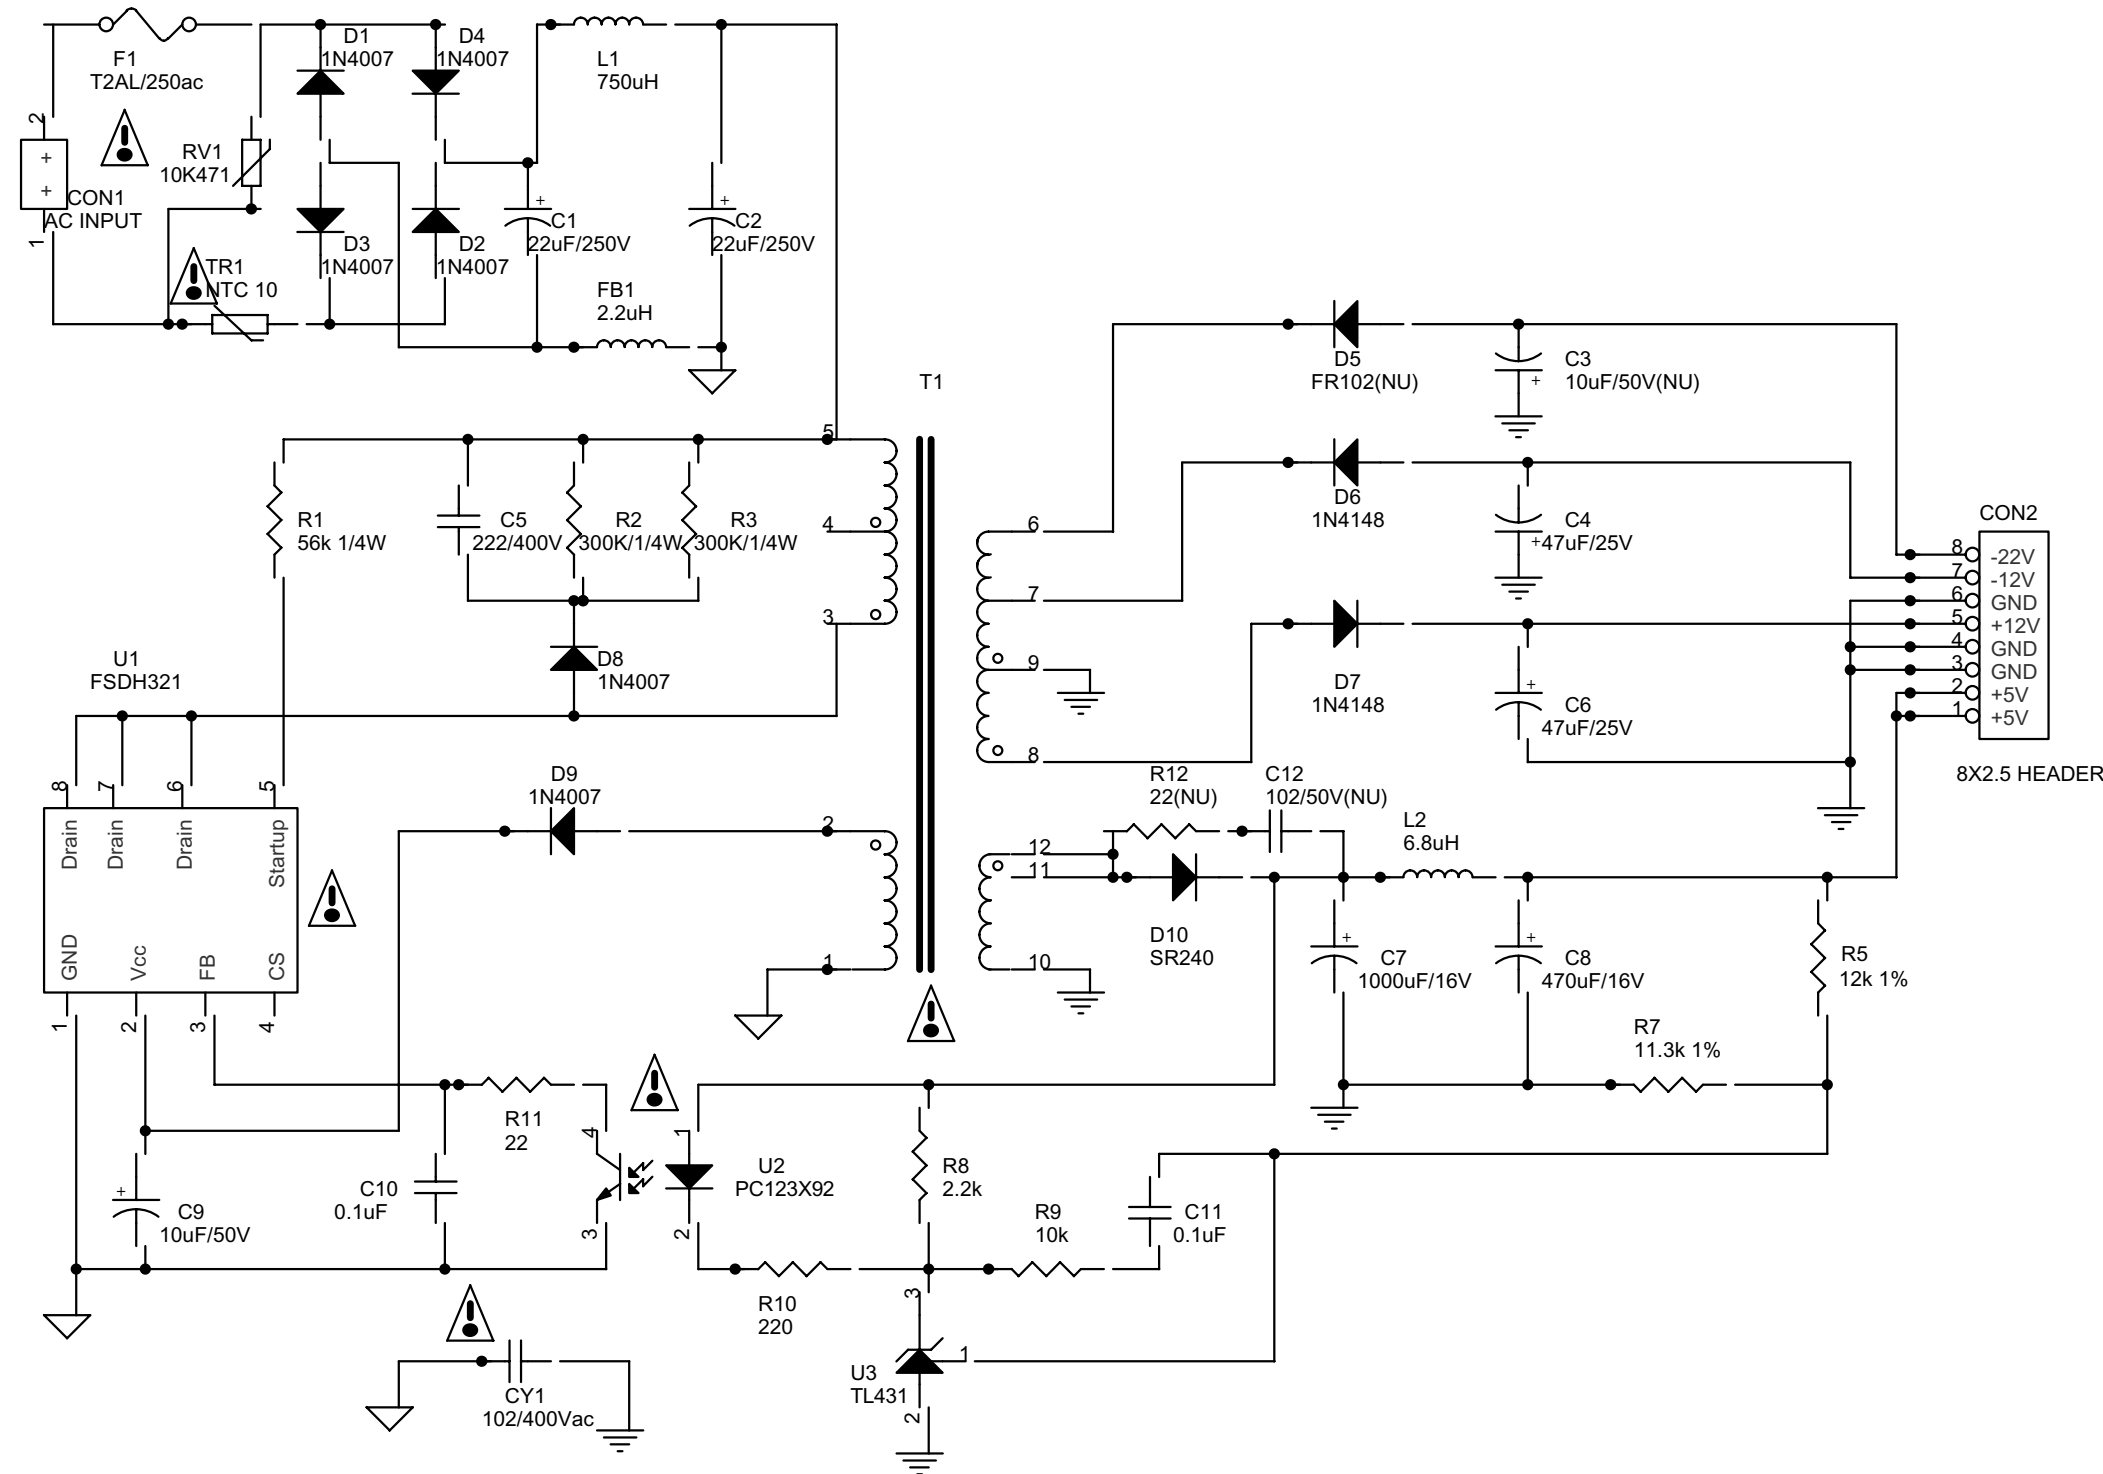 F1
T2AL/250ac
D1
1N4007
D4
1N4007
L1
750uH
2
+
+
CON1
AC INPUT
1
RV1
10K471
TR1
NTC 10
D3
1N4007
D2
1N4007
+
C1
22uF/250V
+
C2
22uF/250V
FB1
2.2uH
T1
D5
FR102(NU)
C3
+
10uF/50V(NU)
D6
1N4148
C4
+
47uF/25V
D7
1N4148
+
C6
47uF/25V
CON2
8
-22V
7
-12V
6
GND
5
+12V
4
GND
3
GND
2
+5V
1
+5V
8X2.5 HEADER
5
4
3
6
7
9
8
R1
56k 1/4W
C5
222/400V
R2
300K/1/4W
R3
300K/1/4W
D8
1N4007
U1
FSDH321
8
7
6
5
Drain
Drain
Drain
Startup
GND
Vcc
FB
CS
1
2
3
4
D9
1N4007
2
1
12
11
10
R12
22(NU)
C12
102/50V(NU)
L2
6.8uH
D10
SR240
+
C7
1000uF/16V
+
C8
470uF/16V
R5
12k 1%
R7
11.3k 1%
R11
22
4
3
1
2
U2
PC123X92
R8
2.2k
R9
10k
C11
0.1uF
C10
0.1uF
+
C9
10uF/50V
R10
220
3
1
U3
TL431
2
CY1
102/400Vac